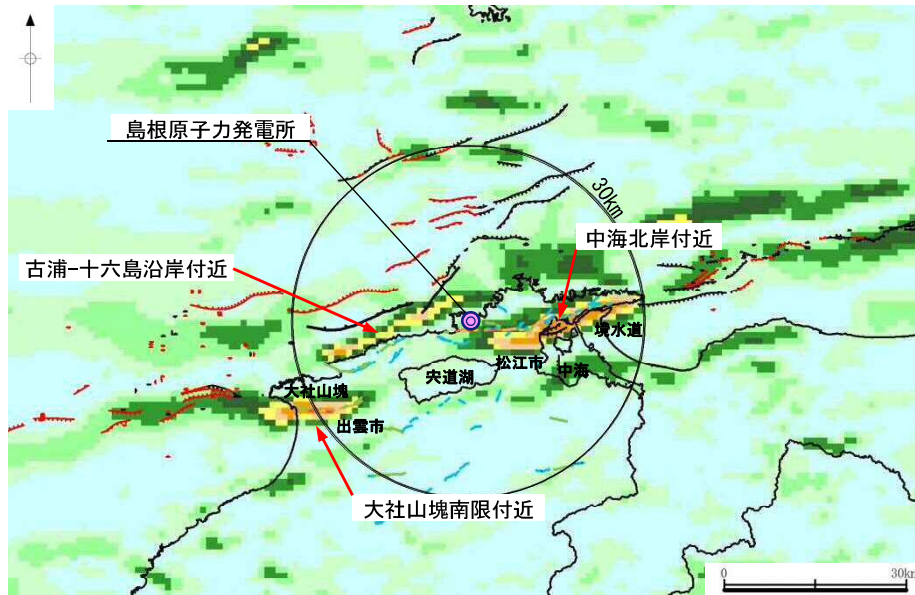 島根原子力発電所
30km
中海北岸付近
古浦-十六島沿岸付近
境水道
松江市
中海
宍道湖
大社山塊
出雲市
大社山塊南限付近
0
30km